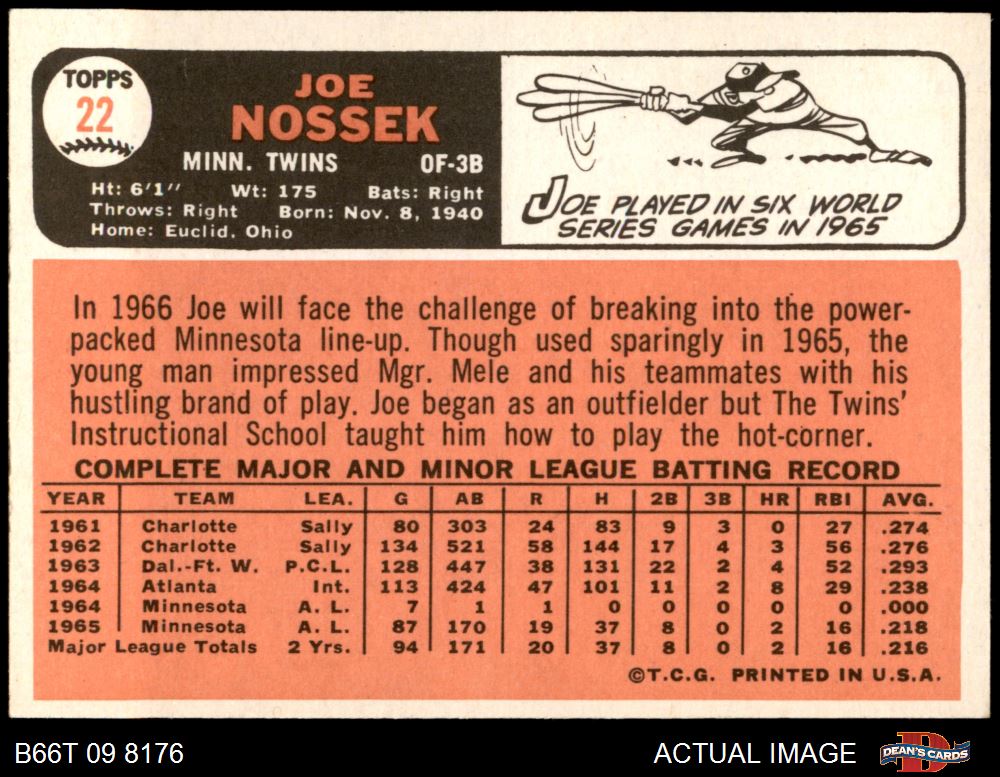 TOPPS
22
JOE
NOSSEK
MINN. TWINS OF-3B
Ht: 6'1" Wt: 175 Bats: Right
Throws: Right Born: Nov. 8, 1940
Home: Euclid, Ohio
JOE PLAYED IN SIX WORLD
SERIES GAMES IN 1965
In 1966 Joe will face the challenge of breaking into the power-
packed Minnesota line-up. Though used sparingly in 1965, the
young man impressed Mgr. Mele and his teammates with his
hustling brand of play. Joe began as an outfielder but The Twins'
Instructional School taught him how to play the hot-corner.
COMPLETE MAJOR AND MINOR LEAGUE BATTING RECORD
YEAR TEAM LEA. G AB R H 2B 3B HR RBI AVG.
1961 Charlotte Sally 80 303 24 83 9 3 0 27 .274
1962 Charlotte Sally 134 521 58 144 17 4 3 56 .276
1963 Dal.-Ft. W. P.C.L. 128 447 38 131 22 2 4 52 .293
1964 Atlanta Int. 113 424 47 101 11 2 8 29 .238
1964 Minnesota A. L. 7 1 1 0 0 0 0 0 .000
1965 Minnesota A. L. 87 170 19 37 8 0 2 16 .218
Major League Totals 2 Yrs. 94 171 20 37 8 0 2 16 .216
©T.C.G. PRINTED IN U.S.A.
B66T 09 8176 ACTUAL IMAGE DEAN'S CARDS